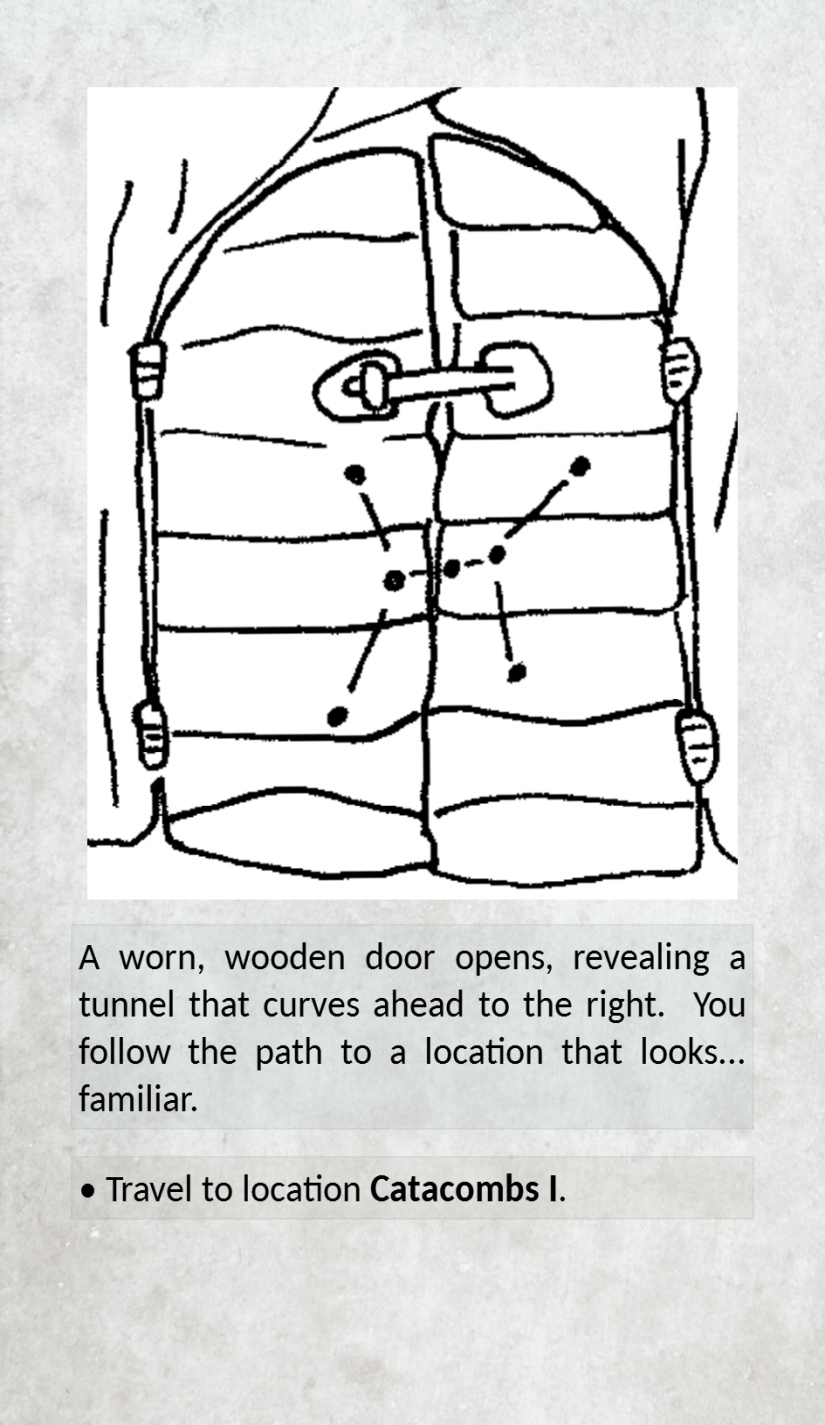 A worn, wooden door opens, revealing a
tunnel that curves ahead to the right.  You
follow the path to a location that looks...
familiar.
• Travel to location Catacombs I.